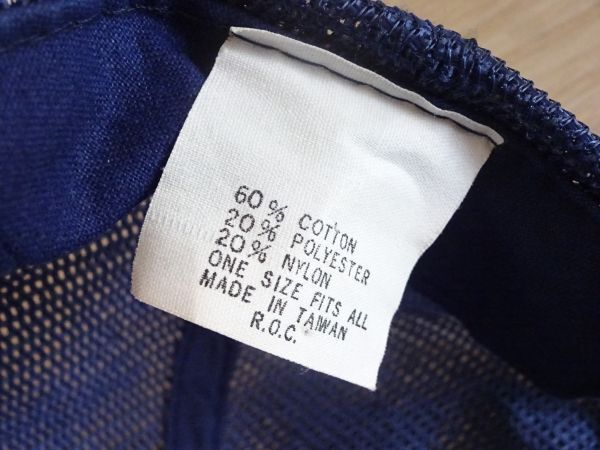 60% COTTON
20% POLYESTER
20% NYLON
ONE SIZE FITS ALL
MADE IN TAIWAN
R.O.C.